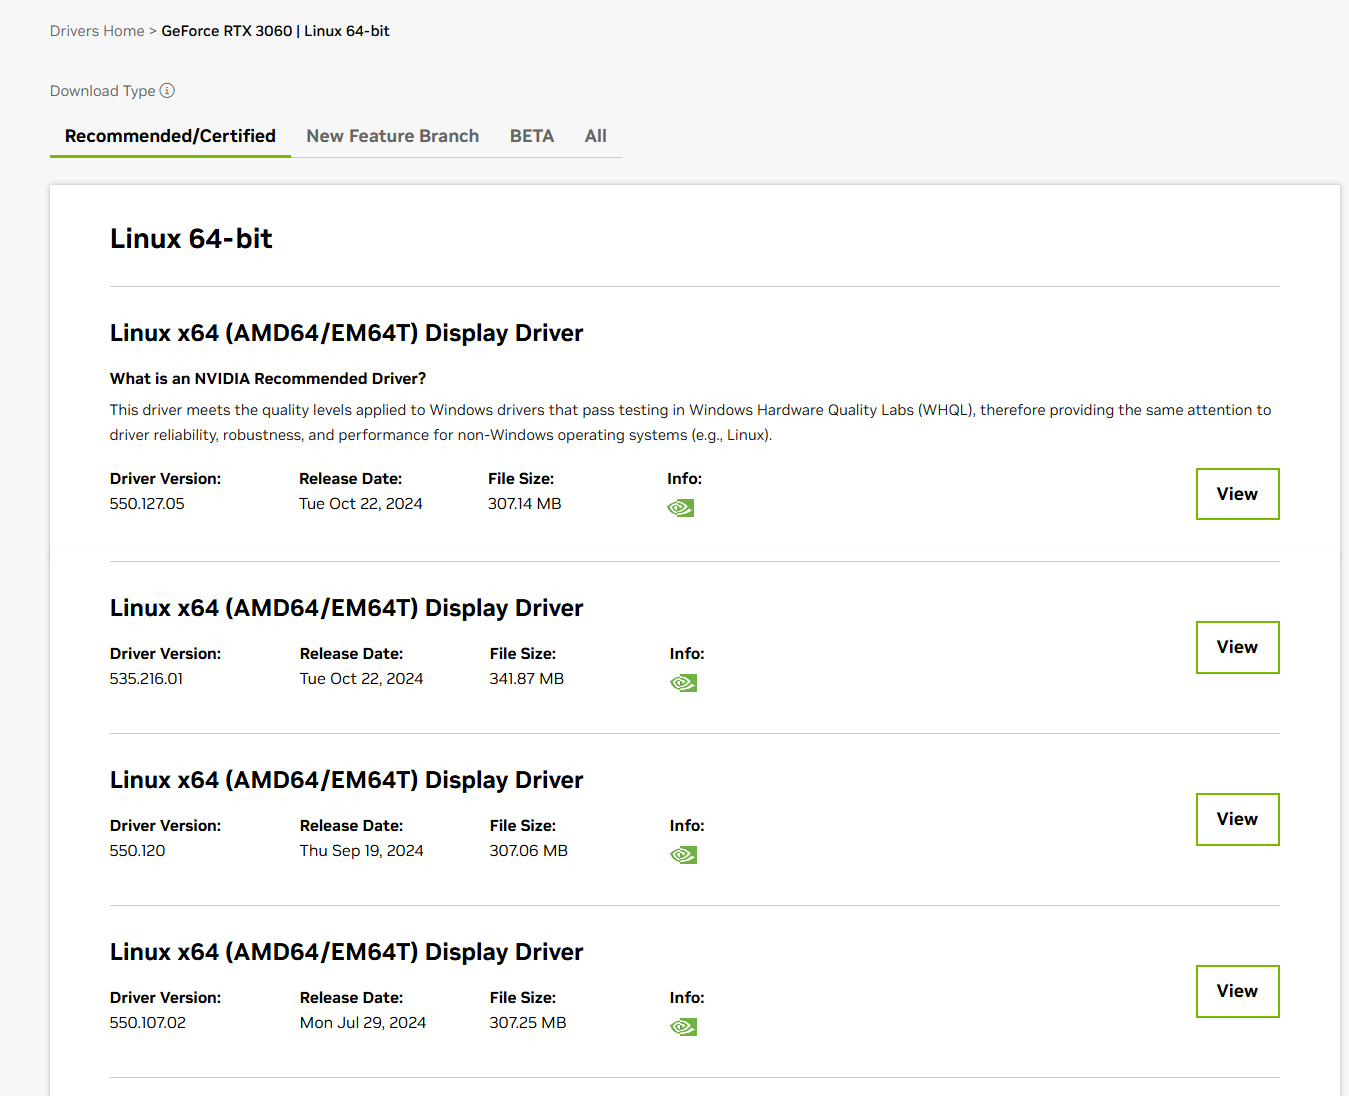 Drivers Home > GeForce RTX 3060 | Linux 64-bit
Download Type
Recommended/Certified New Feature Branch BETA All
Linux 64-bit
Linux x64 (AMD64/EM64T) Display Driver
What is an NVIDIA Recommended Driver?
This driver meets the quality levels applied to Windows drivers that pass testing in Windows Hardware Quality Labs (WHQL), therefore providing the same attention to
driver reliability, robustness, and performance for non-Windows operating systems (e.g., Linux).
Driver Version: Release Date: File Size: Info:
550.127.05 Tue Oct 22, 2024 307.14 MB
View
Linux x64 (AMD64/EM64T) Display Driver
Driver Version: Release Date: File Size: Info:
535.216.01 Tue Oct 22, 2024 341.87 MB
View
Linux x64 (AMD64/EM64T) Display Driver
Driver Version: Release Date: File Size: Info:
550.120 Thu Sep 19, 2024 307.06 MB
View
Linux x64 (AMD64/EM64T) Display Driver
Driver Version: Release Date: File Size: Info:
550.107.02 Mon Jul 29, 2024 307.25 MB
View